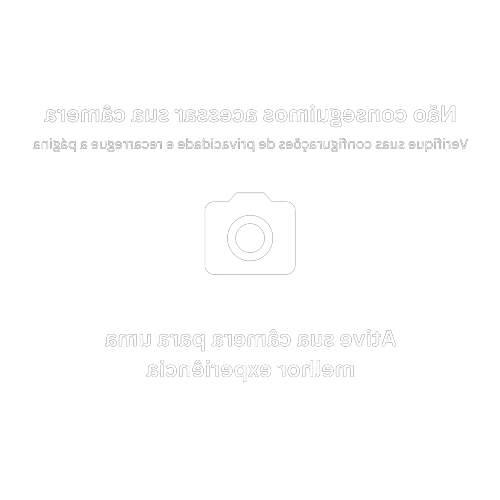 Não conseguimos acessar sua câmera
Verifique suas configurações de privacidade e recarregue a página
Ative sua câmera para uma
melhor experiência